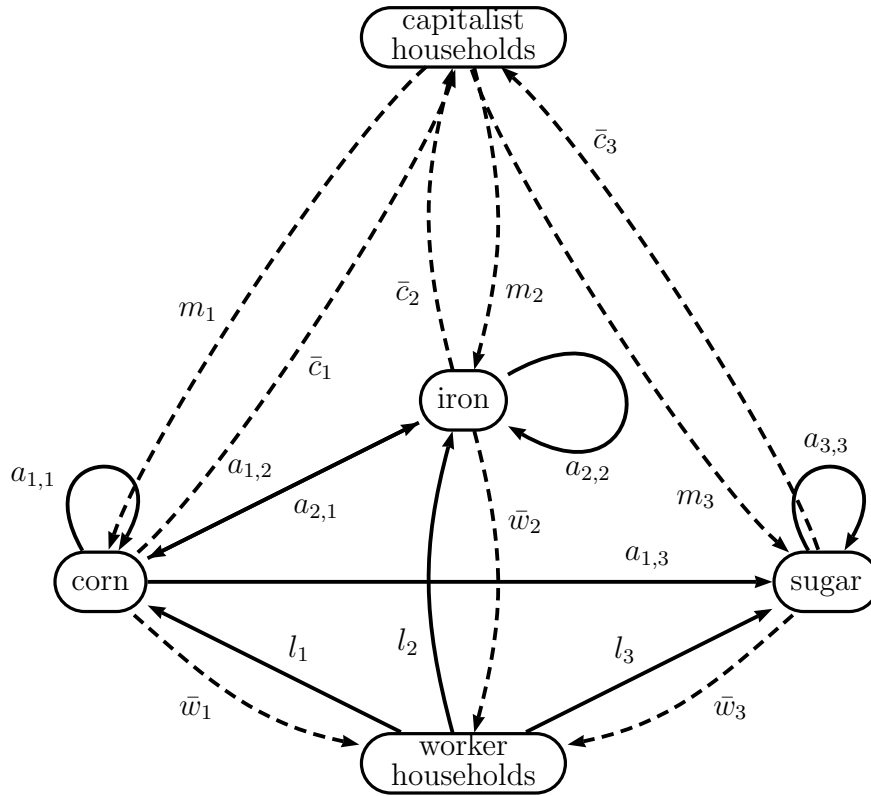 capitalist
households
c̄₃
m₁
c̄₂
m₂
c̄₁
iron
a₁,₁
a₁,₂
a₂,₂
a₃,₃
a₂,₁
m₃
w̄₂
a₁,₃
corn
sugar
l₁
l₂
l₃
w̄₁
w̄₃
worker
households